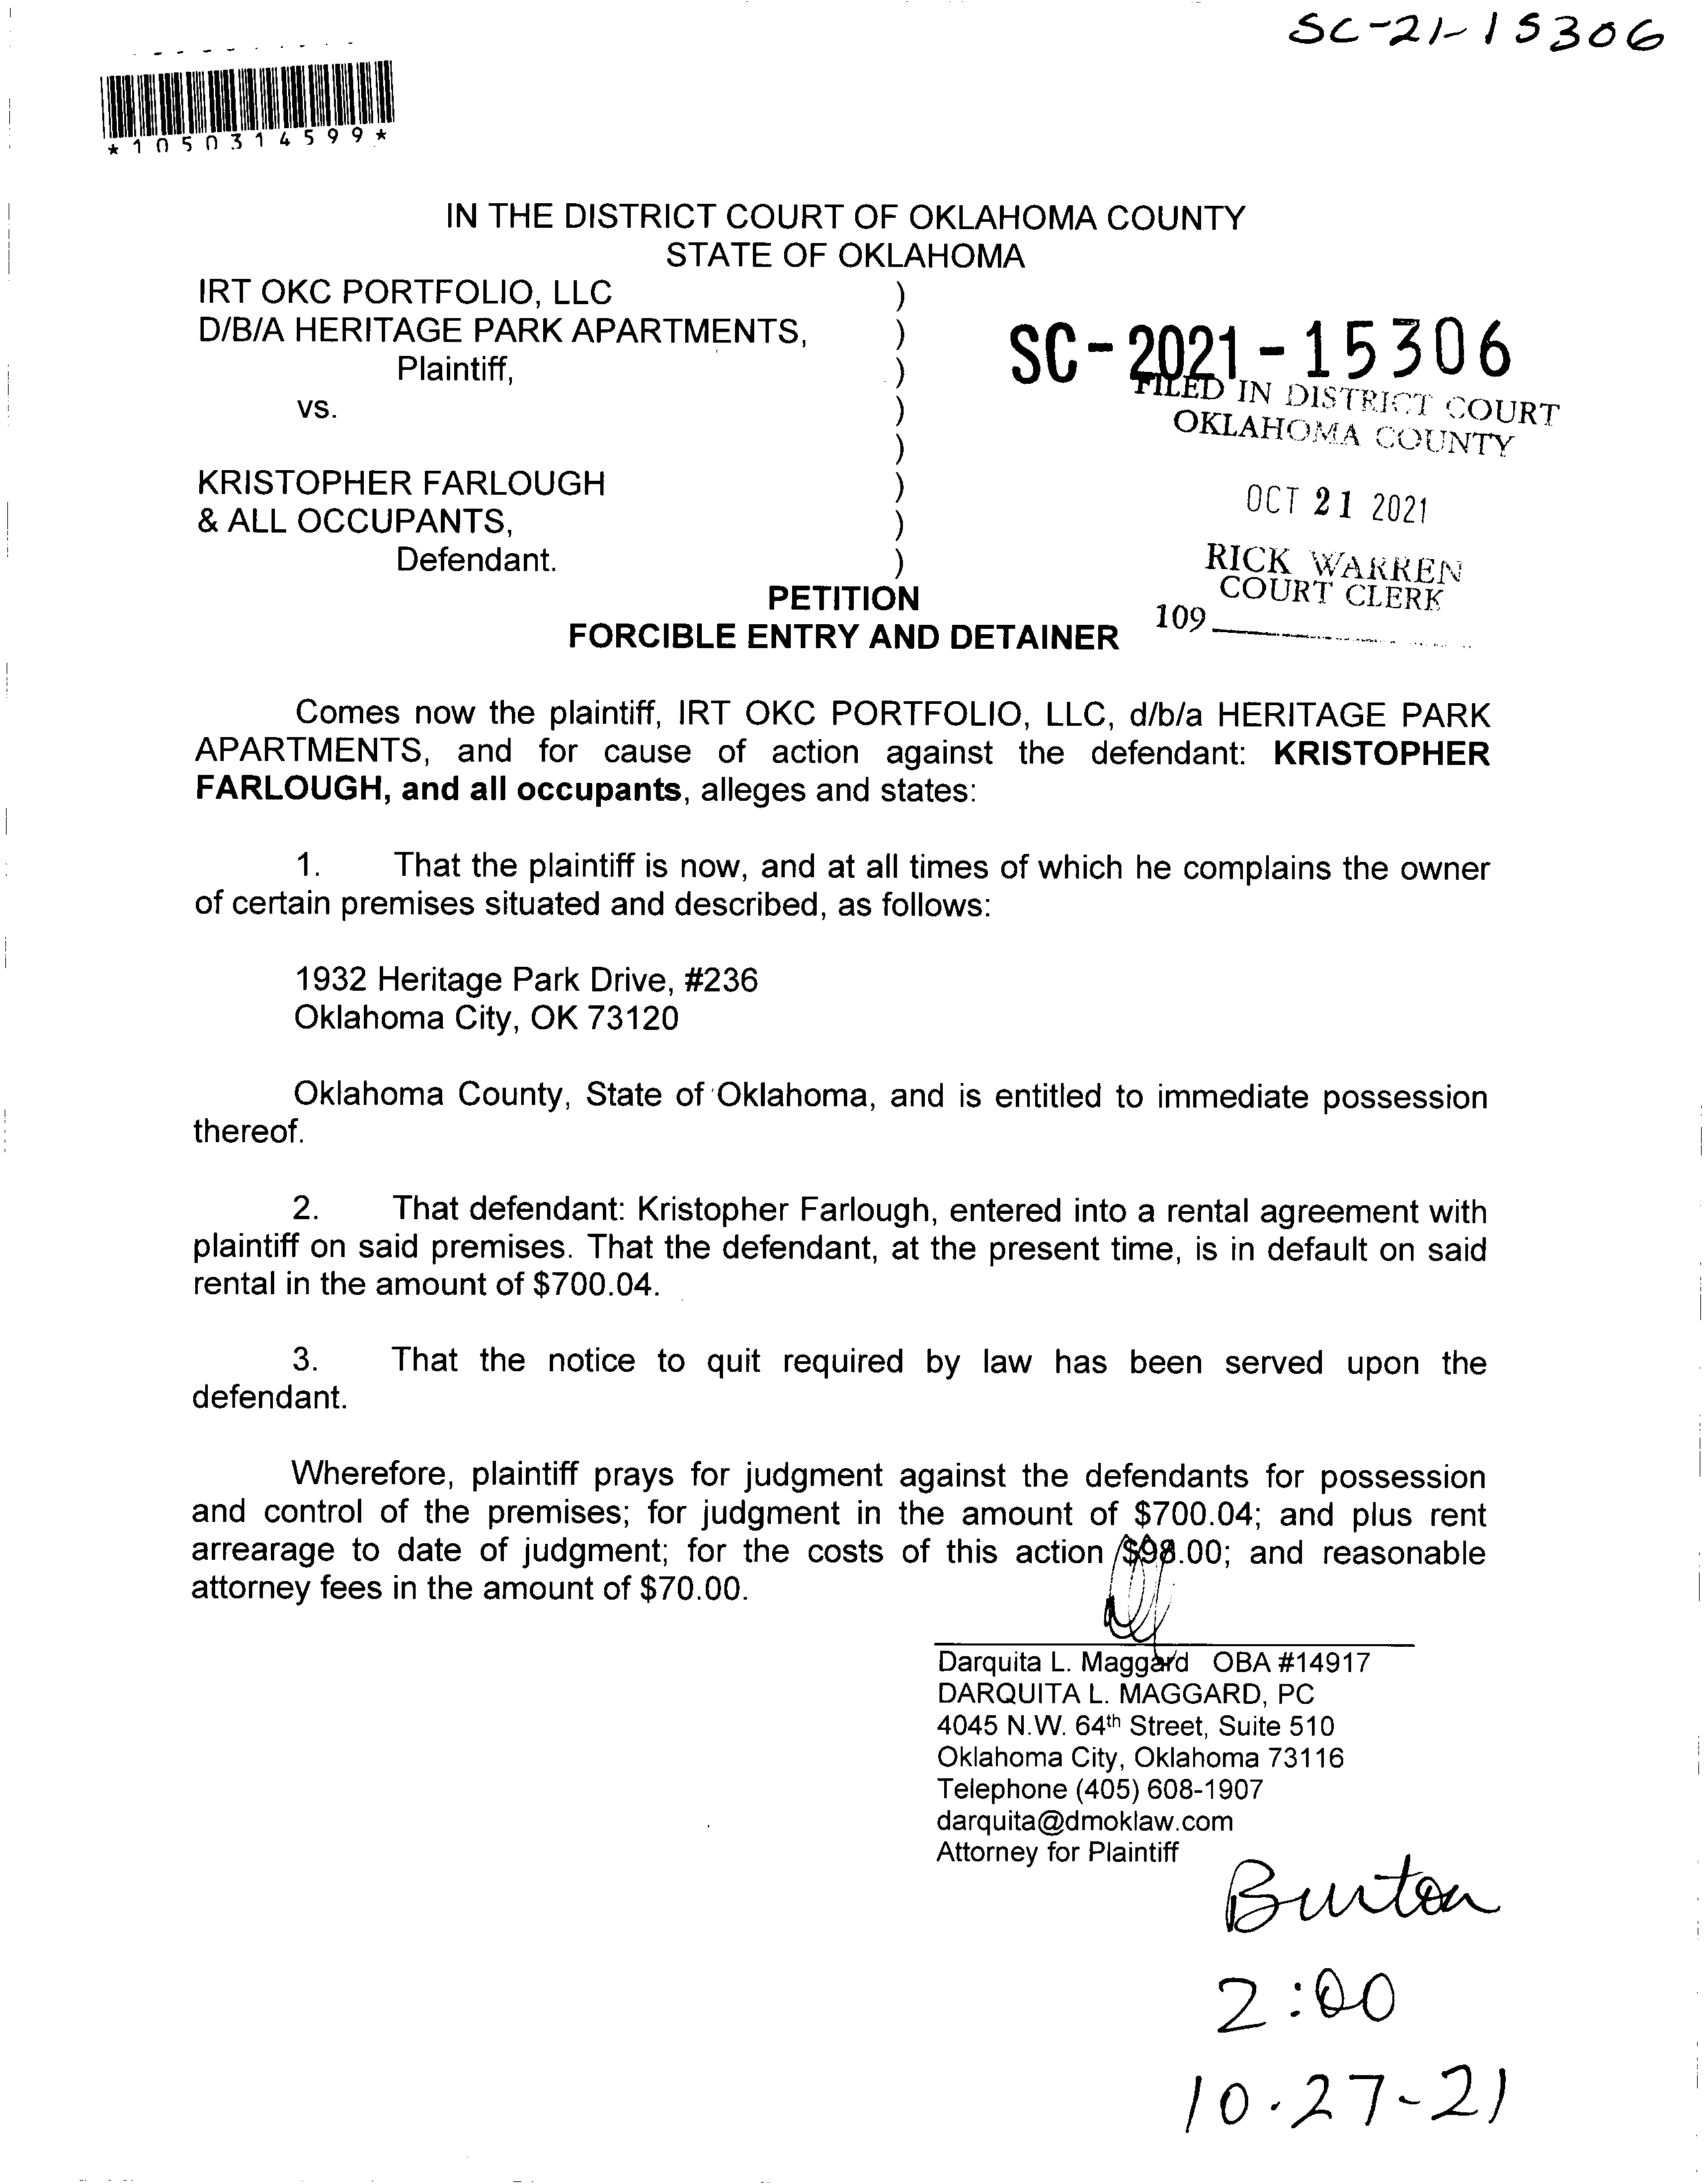 SC-21-15306
*1050314599*
IN THE DISTRICT COURT OF OKLAHOMA COUNTY
STATE OF OKLAHOMA
IRT OKC PORTFOLIO, LLC )
D/B/A HERITAGE PARK APARTMENTS, )
Plaintiff, )
vs. )
)
KRISTOPHER FARLOUGH )
& ALL OCCUPANTS, )
Defendant. )
SC-2021-15306
FILED IN DISTRICT COURT
OKLAHOMA COUNTY
OCT 21 2021
RICK WARREN
COURT CLERK
109
PETITION
FORCIBLE ENTRY AND DETAINER
Comes now the plaintiff, IRT OKC PORTFOLIO, LLC, d/b/a HERITAGE PARK
APARTMENTS, and for cause of action against the defendant: KRISTOPHER
FARLOUGH, and all occupants, alleges and states:
1. That the plaintiff is now, and at all times of which he complains the owner
of certain premises situated and described, as follows:
1932 Heritage Park Drive, #236
Oklahoma City, OK 73120
Oklahoma County, State of Oklahoma, and is entitled to immediate possession
thereof.
2. That defendant: Kristopher Farlough, entered into a rental agreement with
plaintiff on said premises. That the defendant, at the present time, is in default on said
rental in the amount of $700.04.
3. That the notice to quit required by law has been served upon the
defendant.
Wherefore, plaintiff prays for judgment against the defendants for possession
and control of the premises; for judgment in the amount of $700.04; and plus rent
arrearage to date of judgment; for the costs of this action $98.00; and reasonable
attorney fees in the amount of $70.00.
Darquita L. Maggard OBA #14917
DARQUITA L. MAGGARD, PC
4045 N.W. 64th Street, Suite 510
Oklahoma City, Oklahoma 73116
Telephone (405) 608-1907
darquita@dmoklaw.com
Attorney for Plaintiff
Burton
2:00
10-27-21